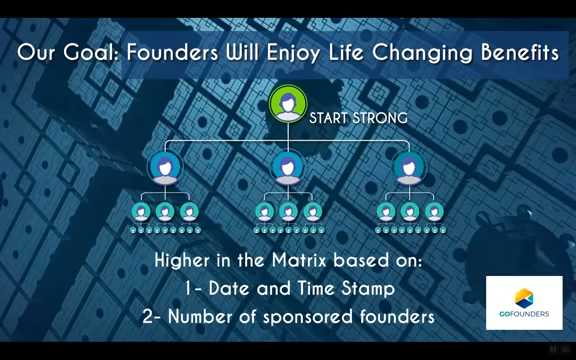 Our Goal: Founders Will Enjoy Life Changing Benefits
START STRONG
Higher in the Matrix based on:
1- Date and Time Stamp
2- Number of sponsored founders
GOFOUNDERS